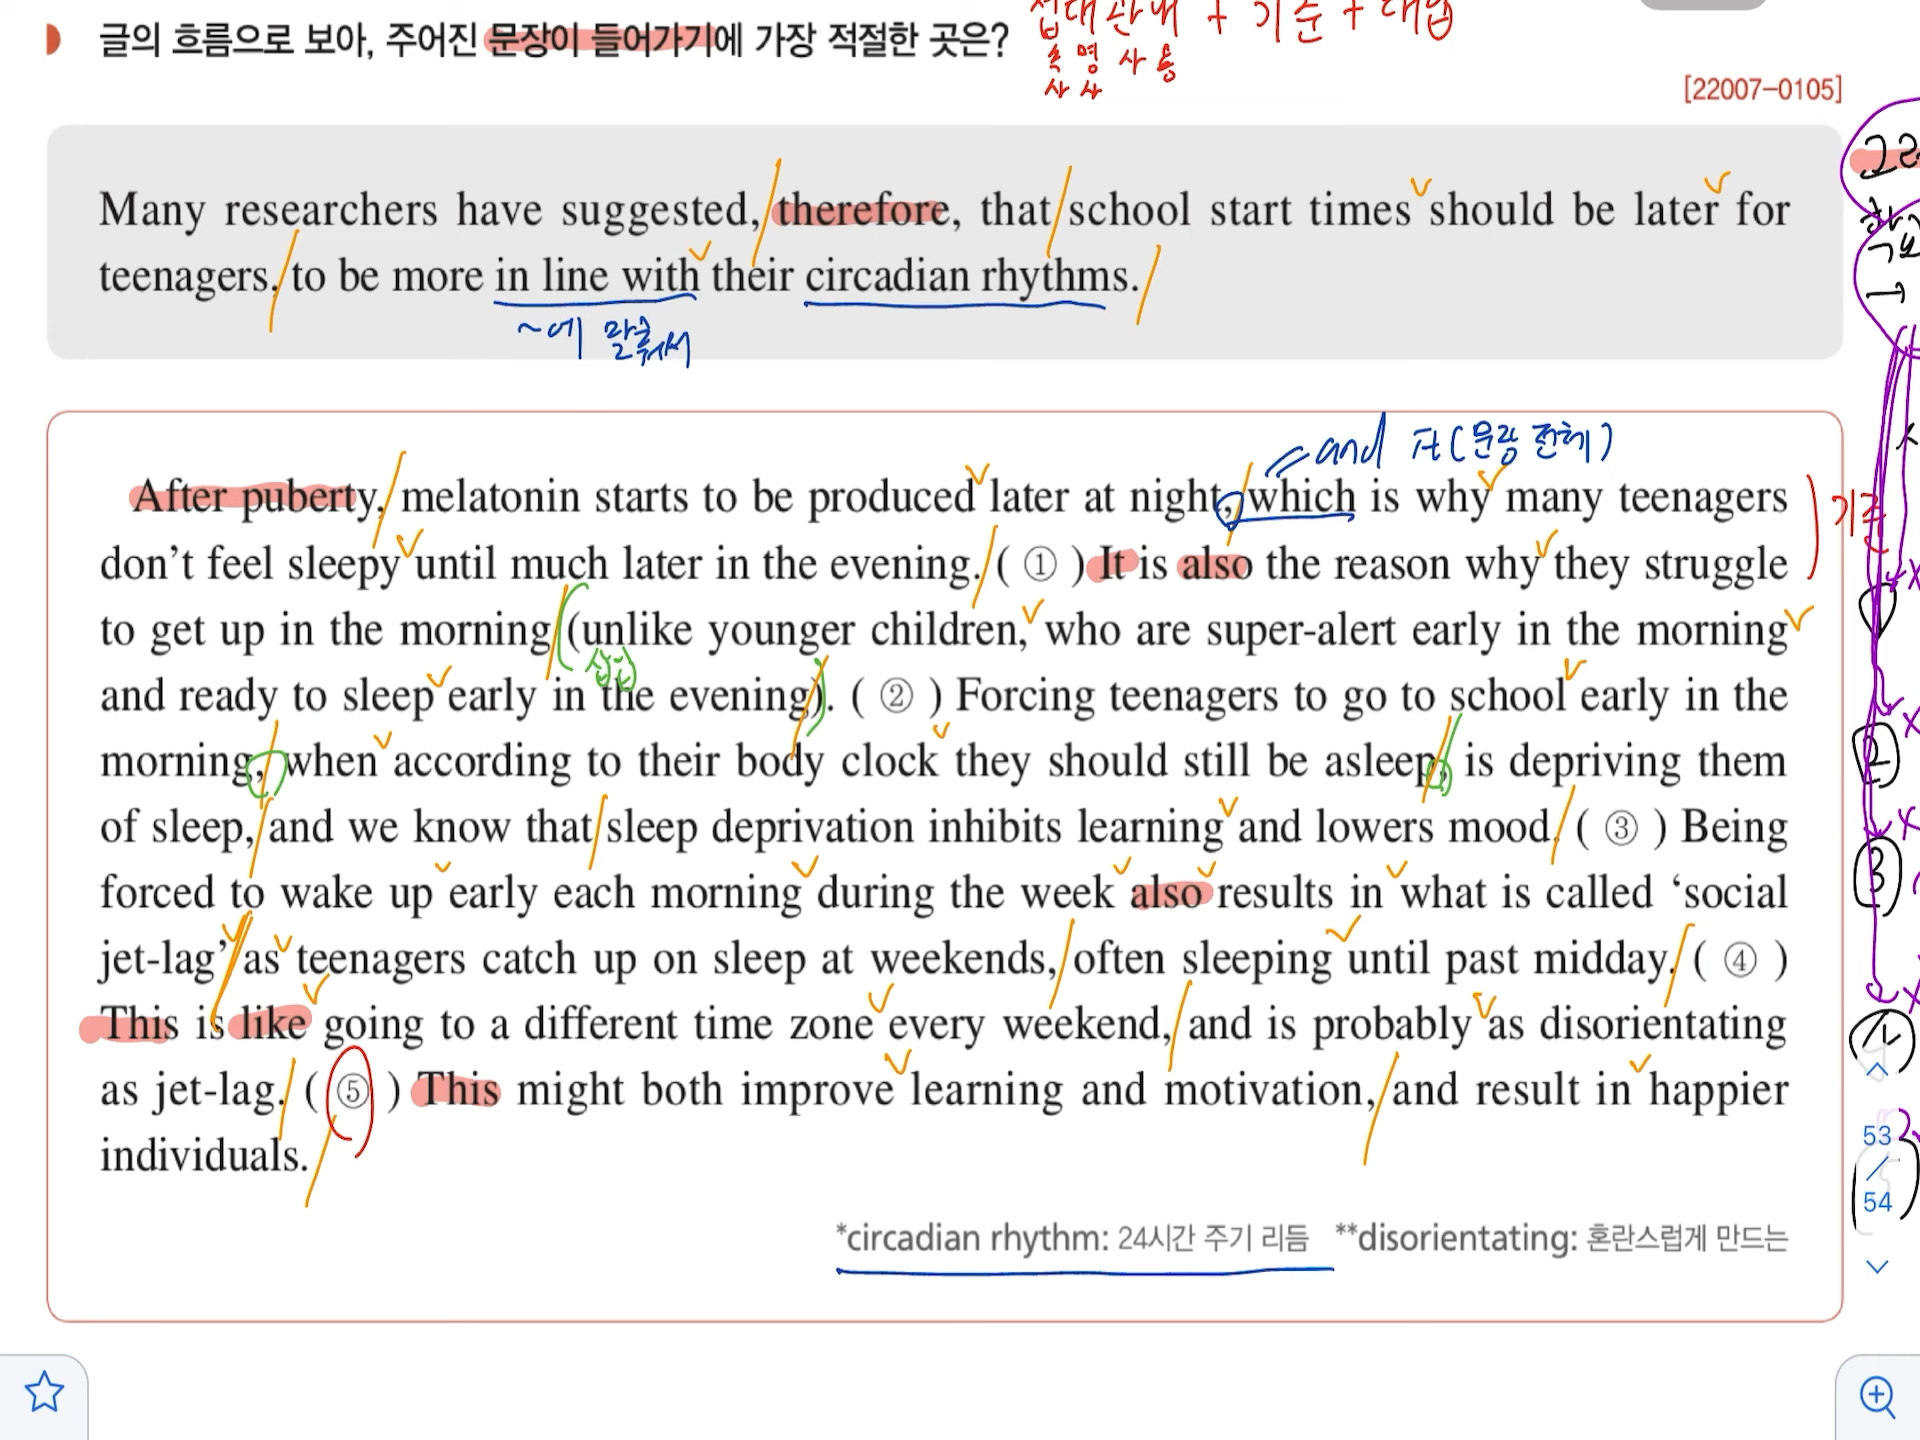 글의 흐름으로 보아, 주어진 문장이 들어가기에 가장 적절한 곳은?
[22007-0105]
Many researchers have suggested, therefore, that school start times should be later for
teenagers, to be more in line with their circadian rhythms.
~에 맞춰서
and it (문장 전체)
After puberty, melatonin starts to be produced later at night, which is why many teenagers
don't feel sleepy until much later in the evening. ( ① ) It is also the reason why they struggle
to get up in the morning (unlike younger children, who are super-alert early in the morning
and ready to sleep early in the evening). ( ② ) Forcing teenagers to go to school early in the
morning, when according to their body clock they should still be asleep, is depriving them
of sleep, and we know that sleep deprivation inhibits learning and lowers mood. ( ③ ) Being
forced to wake up early each morning during the week also results in what is called ‘social
jet-lag’ as teenagers catch up on sleep at weekends, often sleeping until past midday. ( ④ )
This is like going to a different time zone every weekend, and is probably as disorientating
as jet-lag. ( ⑤ ) This might both improve learning and motivation, and result in happier
individuals.
*circadian rhythm: 24시간 주기 리듬 **disorientating: 혼란스럽게 만드는
53
54